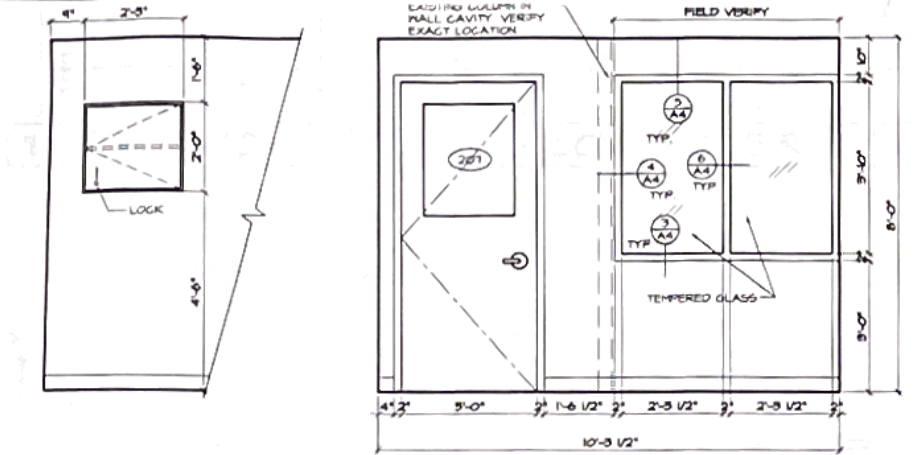 9"
2'-3"
1'-6"
2'-0"
4'-6"
LOCK
EXISTING COLUMN IN
WALL CAVITY VERIFY
EXACT LOCATION
FIELD VERIFY
201
5
A4
TYP.
4
A4
TYP
6
A4
TYP
3
A4
TYP
TEMPERED GLASS
10"
2"
3'-10"
2"
3'-0"
8'-0"
4" 2" 3'-0" 2" 1'-6 1/2" 2" 2'-3 1/2" 2" 2'-3 1/2" 2"
10'-3 1/2"